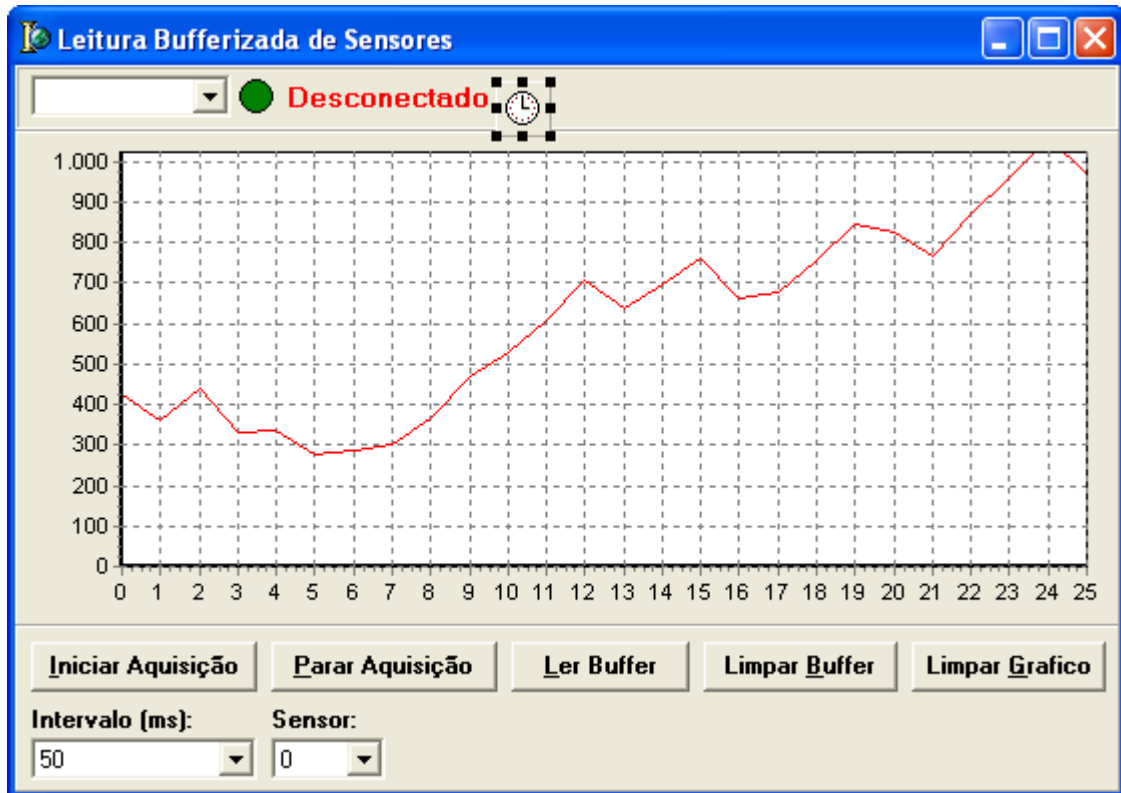 Leitura Bufferizada de Sensores
Desconectado
1.000
900
800
700
600
500
400
300
200
100
0
0 1 2 3 4 5 6 7 8 9 10 11 12 13 14 15 16 17 18 19 20 21 22 23 24 25
Iniciar Aquisição Parar Aquisição Ler Buffer Limpar Buffer Limpar Grafico
Intervalo (ms): Sensor:
50 0